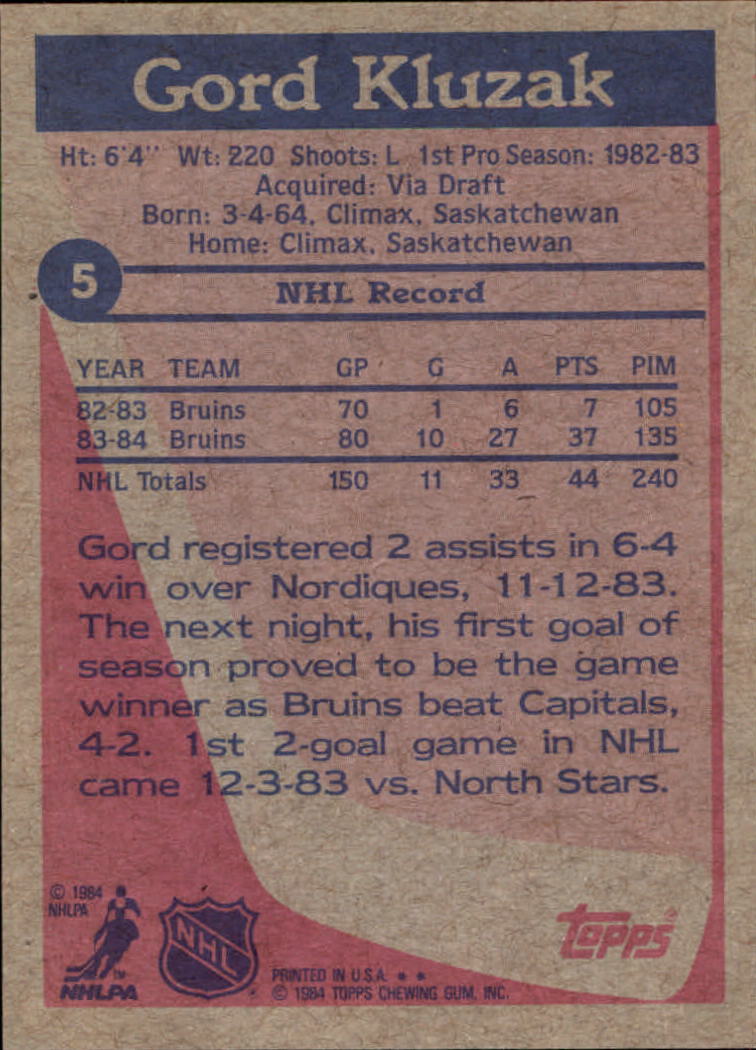 Gord Kluzak
Ht: 6'4" Wt: 220 Shoots: L 1st Pro Season: 1982-83
Acquired: Via Draft
Born: 3-4-64, Climax, Saskatchewan
Home: Climax, Saskatchewan
5
NHL Record
YEAR TEAM GP G A PTS PIM
82-83 Bruins 70 1 6 7 105
83-84 Bruins 80 10 27 37 135
NHL Totals 150 11 33 44 240
Gord registered 2 assists in 6-4
win over Nordiques, 11-12-83.
The next night, his first goal of
season proved to be the game
winner as Bruins beat Capitals,
4-2. 1st 2-goal game in NHL
came 12-3-83 vs. North Stars.
© 1984
NHLPA
TM
NHLPA
NHL
topps®
PRINTED IN U.S.A. * *
© 1984 TOPPS CHEWING GUM, INC.